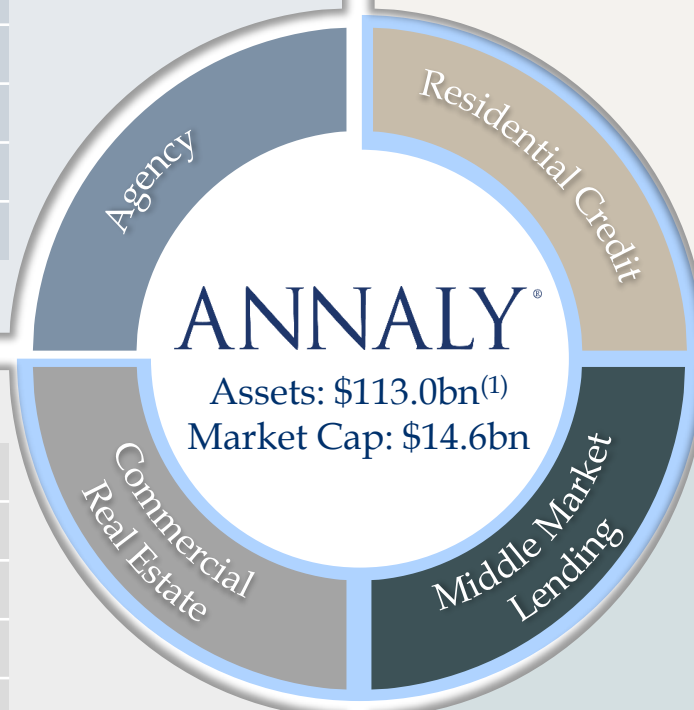 Agency
Residential Credit
ANNALY®
Assets: $113.0bn(1)
Market Cap: $14.6bn
Commercial
Real Estate
Middle Market
Lending